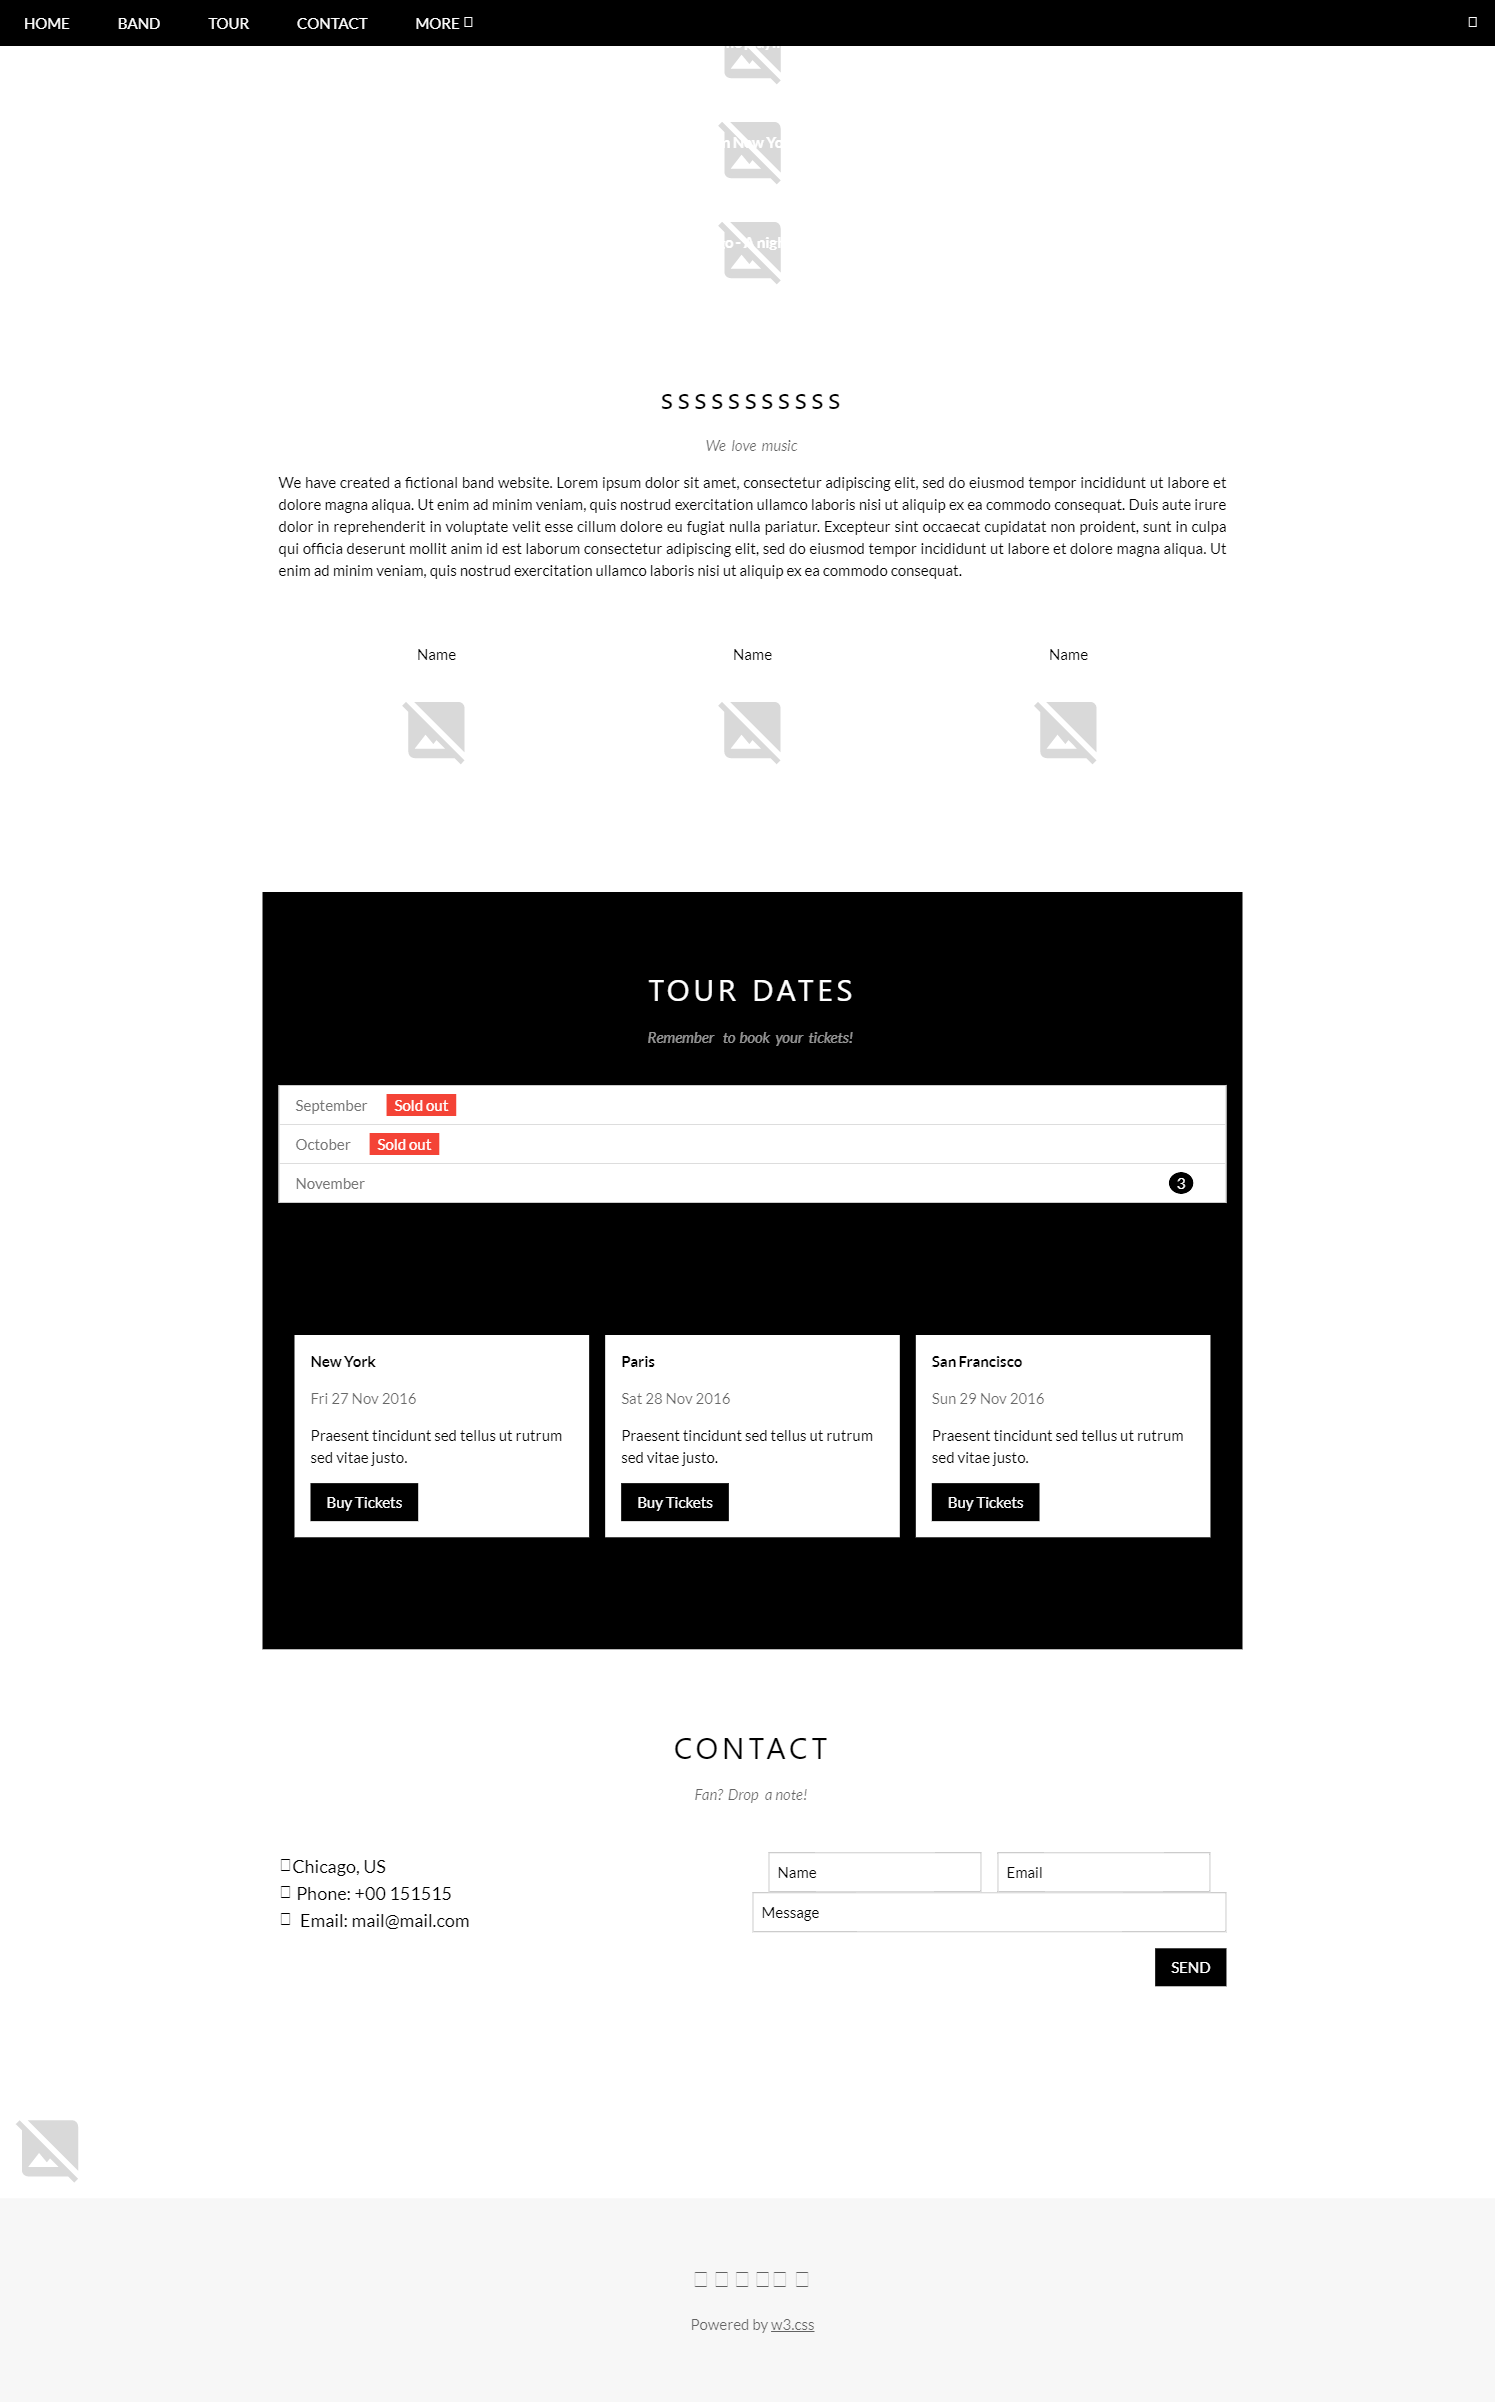 HOME BAND TOUR CONTACT MORE
n New Yo
o - A nigh
SSSSSSSSSSS
We love music
We have created a fictional band website. Lorem ipsum dolor sit amet, consectetur adipiscing elit, sed do eiusmod tempor incididunt ut labore et
dolore magna aliqua. Ut enim ad minim veniam, quis nostrud exercitation ullamco laboris nisi ut aliquip ex ea commodo consequat. Duis aute irure
dolor in reprehenderit in voluptate velit esse cillum dolore eu fugiat nulla pariatur. Excepteur sint occaecat cupidatat non proident, sunt in culpa
qui officia deserunt mollit anim id est laborum consectetur adipiscing elit, sed do eiusmod tempor incididunt ut labore et dolore magna aliqua. Ut
enim ad minim veniam, quis nostrud exercitation ullamco laboris nisi ut aliquip ex ea commodo consequat.
Name Name Name
TOUR DATES
Remember to book your tickets!
September Sold out
October Sold out
November 3
New York
Fri 27 Nov 2016
Praesent tincidunt sed tellus ut rutrum
sed vitae justo.
Buy Tickets
Paris
Sat 28 Nov 2016
Praesent tincidunt sed tellus ut rutrum
sed vitae justo.
Buy Tickets
San Francisco
Sun 29 Nov 2016
Praesent tincidunt sed tellus ut rutrum
sed vitae justo.
Buy Tickets
CONTACT
Fan? Drop a note!
Chicago, US
Phone: +00 151515
Email: mail@mail.com
Name Email
Message
SEND
Powered by w3.css